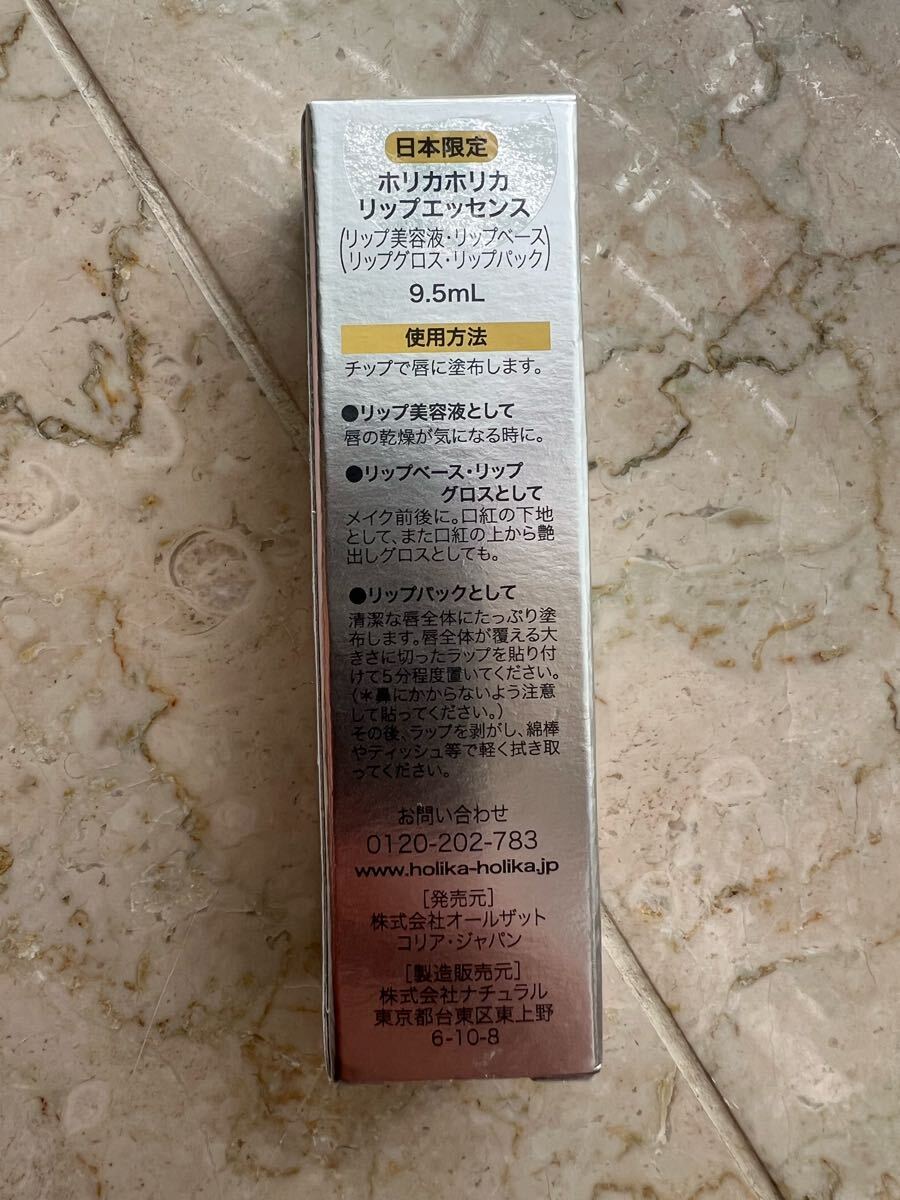 日本限定
ホリカホリカ
リップエッセンス
(リップ美容液・リップベース
リップグロス・リップパック)
9.5mL
使用方法
チップで唇に塗布します。
●リップ美容液として
唇の乾燥が気になる時に。
●リップベース・リップ
グロスとして
メイク前後に。口紅の下地
として、また口紅の上から艶
出しグロスとしても。
●リップパックとして
清潔な唇全体にたっぷり塗
布します。唇全体が覆える大
きさに切ったラップを貼り付
けて5分程度置いてください。
(＊鼻にかからないよう注意
して貼ってください。)
その後、ラップを剥がし、綿棒
やティッシュ等で軽く拭き取
ってください。
お問い合わせ
0120-202-783
www.holika-holika.jp
[発売元]
株式会社オールザット
コリア・ジャパン
[製造販売元]
株式会社ナチュラル
東京都台東区東上野
6-10-8